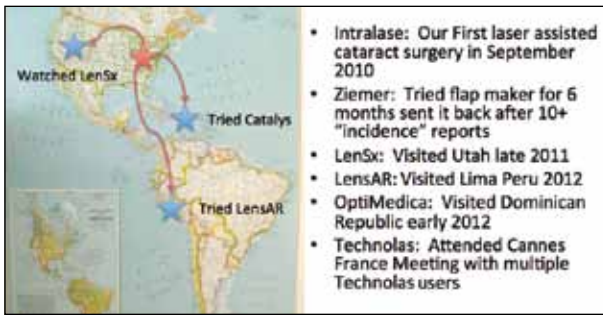 Watched LenSx
Tried Catalys
Tried LensAR
• Intralase: Our First laser assisted
cataract surgery in September
2010
• Ziemer: Tried flap maker for 6
months sent it back after 10+
"incidence" reports
• LenSx: Visited Utah late 2011
• LensAR: Visited Lima Peru 2012
• OptiMedica: Visited Dominican
Republic early 2012
• Technolas: Attended Cannes
France Meeting with multiple
Technolas users